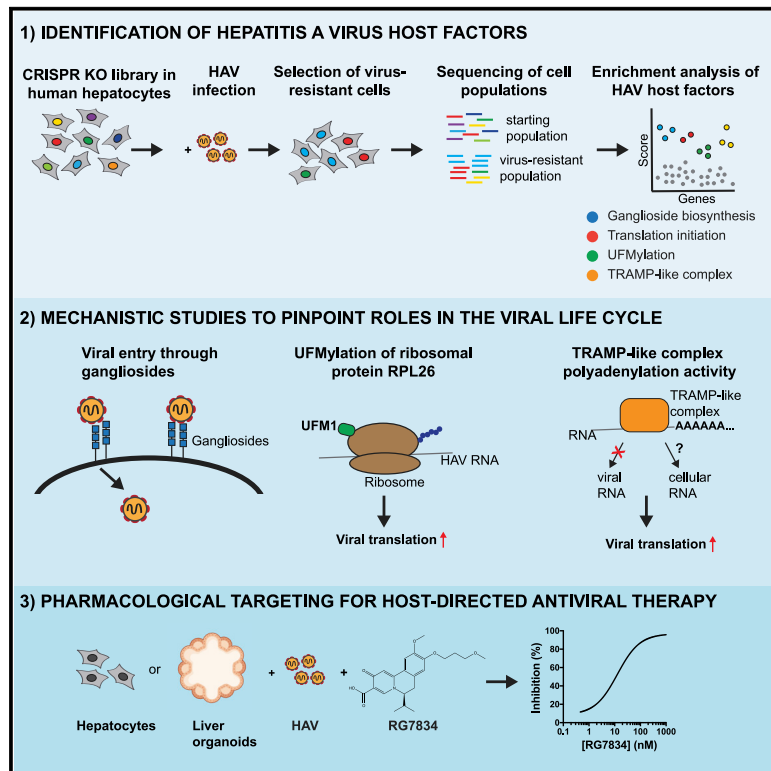 1) IDENTIFICATION OF HEPATITIS A VIRUS HOST FACTORS
CRISPR KO library in
human hepatocytes
HAV
infection
Selection of virus-
resistant cells
Sequencing of cell
populations
Enrichment analysis of
HAV host factors
+
starting
population
virus-resistant
population
Score
Genes
Ganglioside biosynthesis
Translation initiation
UFMylation
TRAMP-like complex
2) MECHANISTIC STUDIES TO PINPOINT ROLES IN THE VIRAL LIFE CYCLE
Viral entry through
gangliosides
Gangliosides
UFMylation of ribosomal
protein RPL26
UFM1
HAV RNA
Ribosome
Viral translation ↑
TRAMP-like complex
polyadenylation activity
TRAMP-like
complex
RNA
AAAAAA...
?
viral
RNA
cellular
RNA
Viral translation ↑
3) PHARMACOLOGICAL TARGETING FOR HOST-DIRECTED ANTIVIRAL THERAPY
Hepatocytes
or
Liver
organoids
+
HAV
+
O
O
O
O
HO
O
N
RG7834
Inhibition (%)
100
80
60
40
20
0
0.1
1
10
100
1000
[RG7834] (nM)